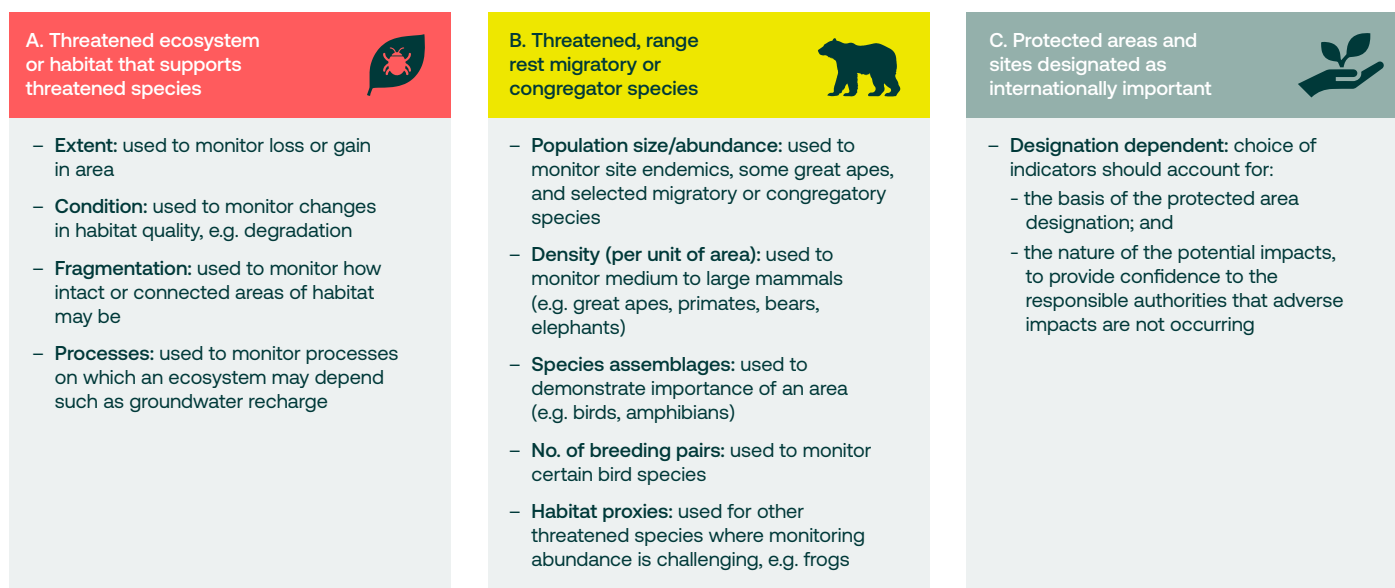 A. Threatened ecosystem
or habitat that supports
threatened species
– Extent: used to monitor loss or gain
in area
– Condition: used to monitor changes
in habitat quality, e.g. degradation
– Fragmentation: used to monitor how
intact or connected areas of habitat
may be
– Processes: used to monitor processes
on which an ecosystem may depend
such as groundwater recharge
B. Threatened, range
rest migratory or
congregator species
– Population size/abundance: used to
monitor site endemics, some great apes,
and selected migratory or congregatory
species
– Density (per unit of area): used to
monitor medium to large mammals
(e.g. great apes, primates, bears,
elephants)
– Species assemblages: used to
demonstrate importance of an area
(e.g. birds, amphibians)
– No. of breeding pairs: used to monitor
certain bird species
– Habitat proxies: used for other
threatened species where monitoring
abundance is challenging, e.g. frogs
C. Protected areas and
sites designated as
internationally important
– Designation dependent: choice of
indicators should account for:
- the basis of the protected area
designation; and
- the nature of the potential impacts,
to provide confidence to the
responsible authorities that adverse
impacts are not occurring